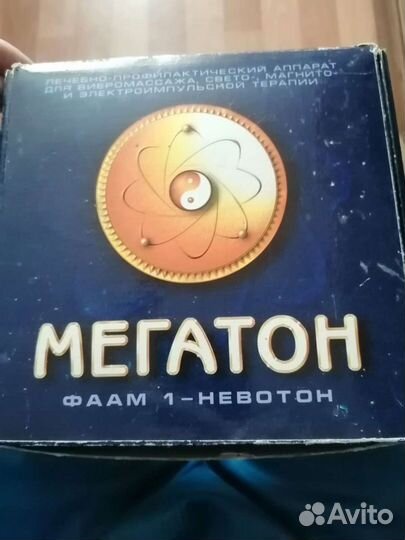 ЛЕЧЕБНО-ПРОФИЛАКТИЧЕСКИЙ АППАРАТ
ДЛЯ ВИБРОМАССАЖА, СВЕТО-, МАГНИТО-
И ЭЛЕКТРОИМПУЛЬСНОЙ ТЕРАПИИ
МЕГАТОН
ФААМ 1-НЕВОТОН
Avito